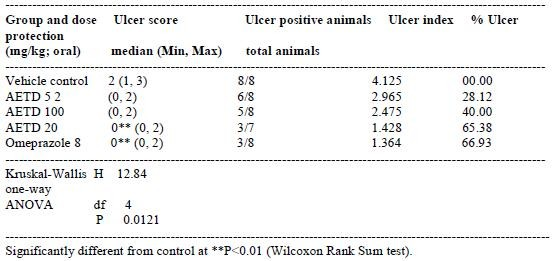 Group and dose Ulcer score Ulcer positive animals Ulcer index % Ulcer
protection
(mg/kg; oral) median (Min, Max) total animals
Vehicle control 2 (1, 3) 8/8 4.125 00.00
AETD 5 2 (0, 2) 6/8 2.965 28.12
AETD 100 (0, 2) 5/8 2.475 40.00
AETD 20 0** (0, 2) 3/7 1.428 65.38
Omeprazole 8 0** (0, 2) 3/8 1.364 66.93
Kruskal-Wallis H 12.84
one-way
ANOVA df 4
P 0.0121
Significantly different from control at **P<0.01 (Wilcoxon Rank Sum test).